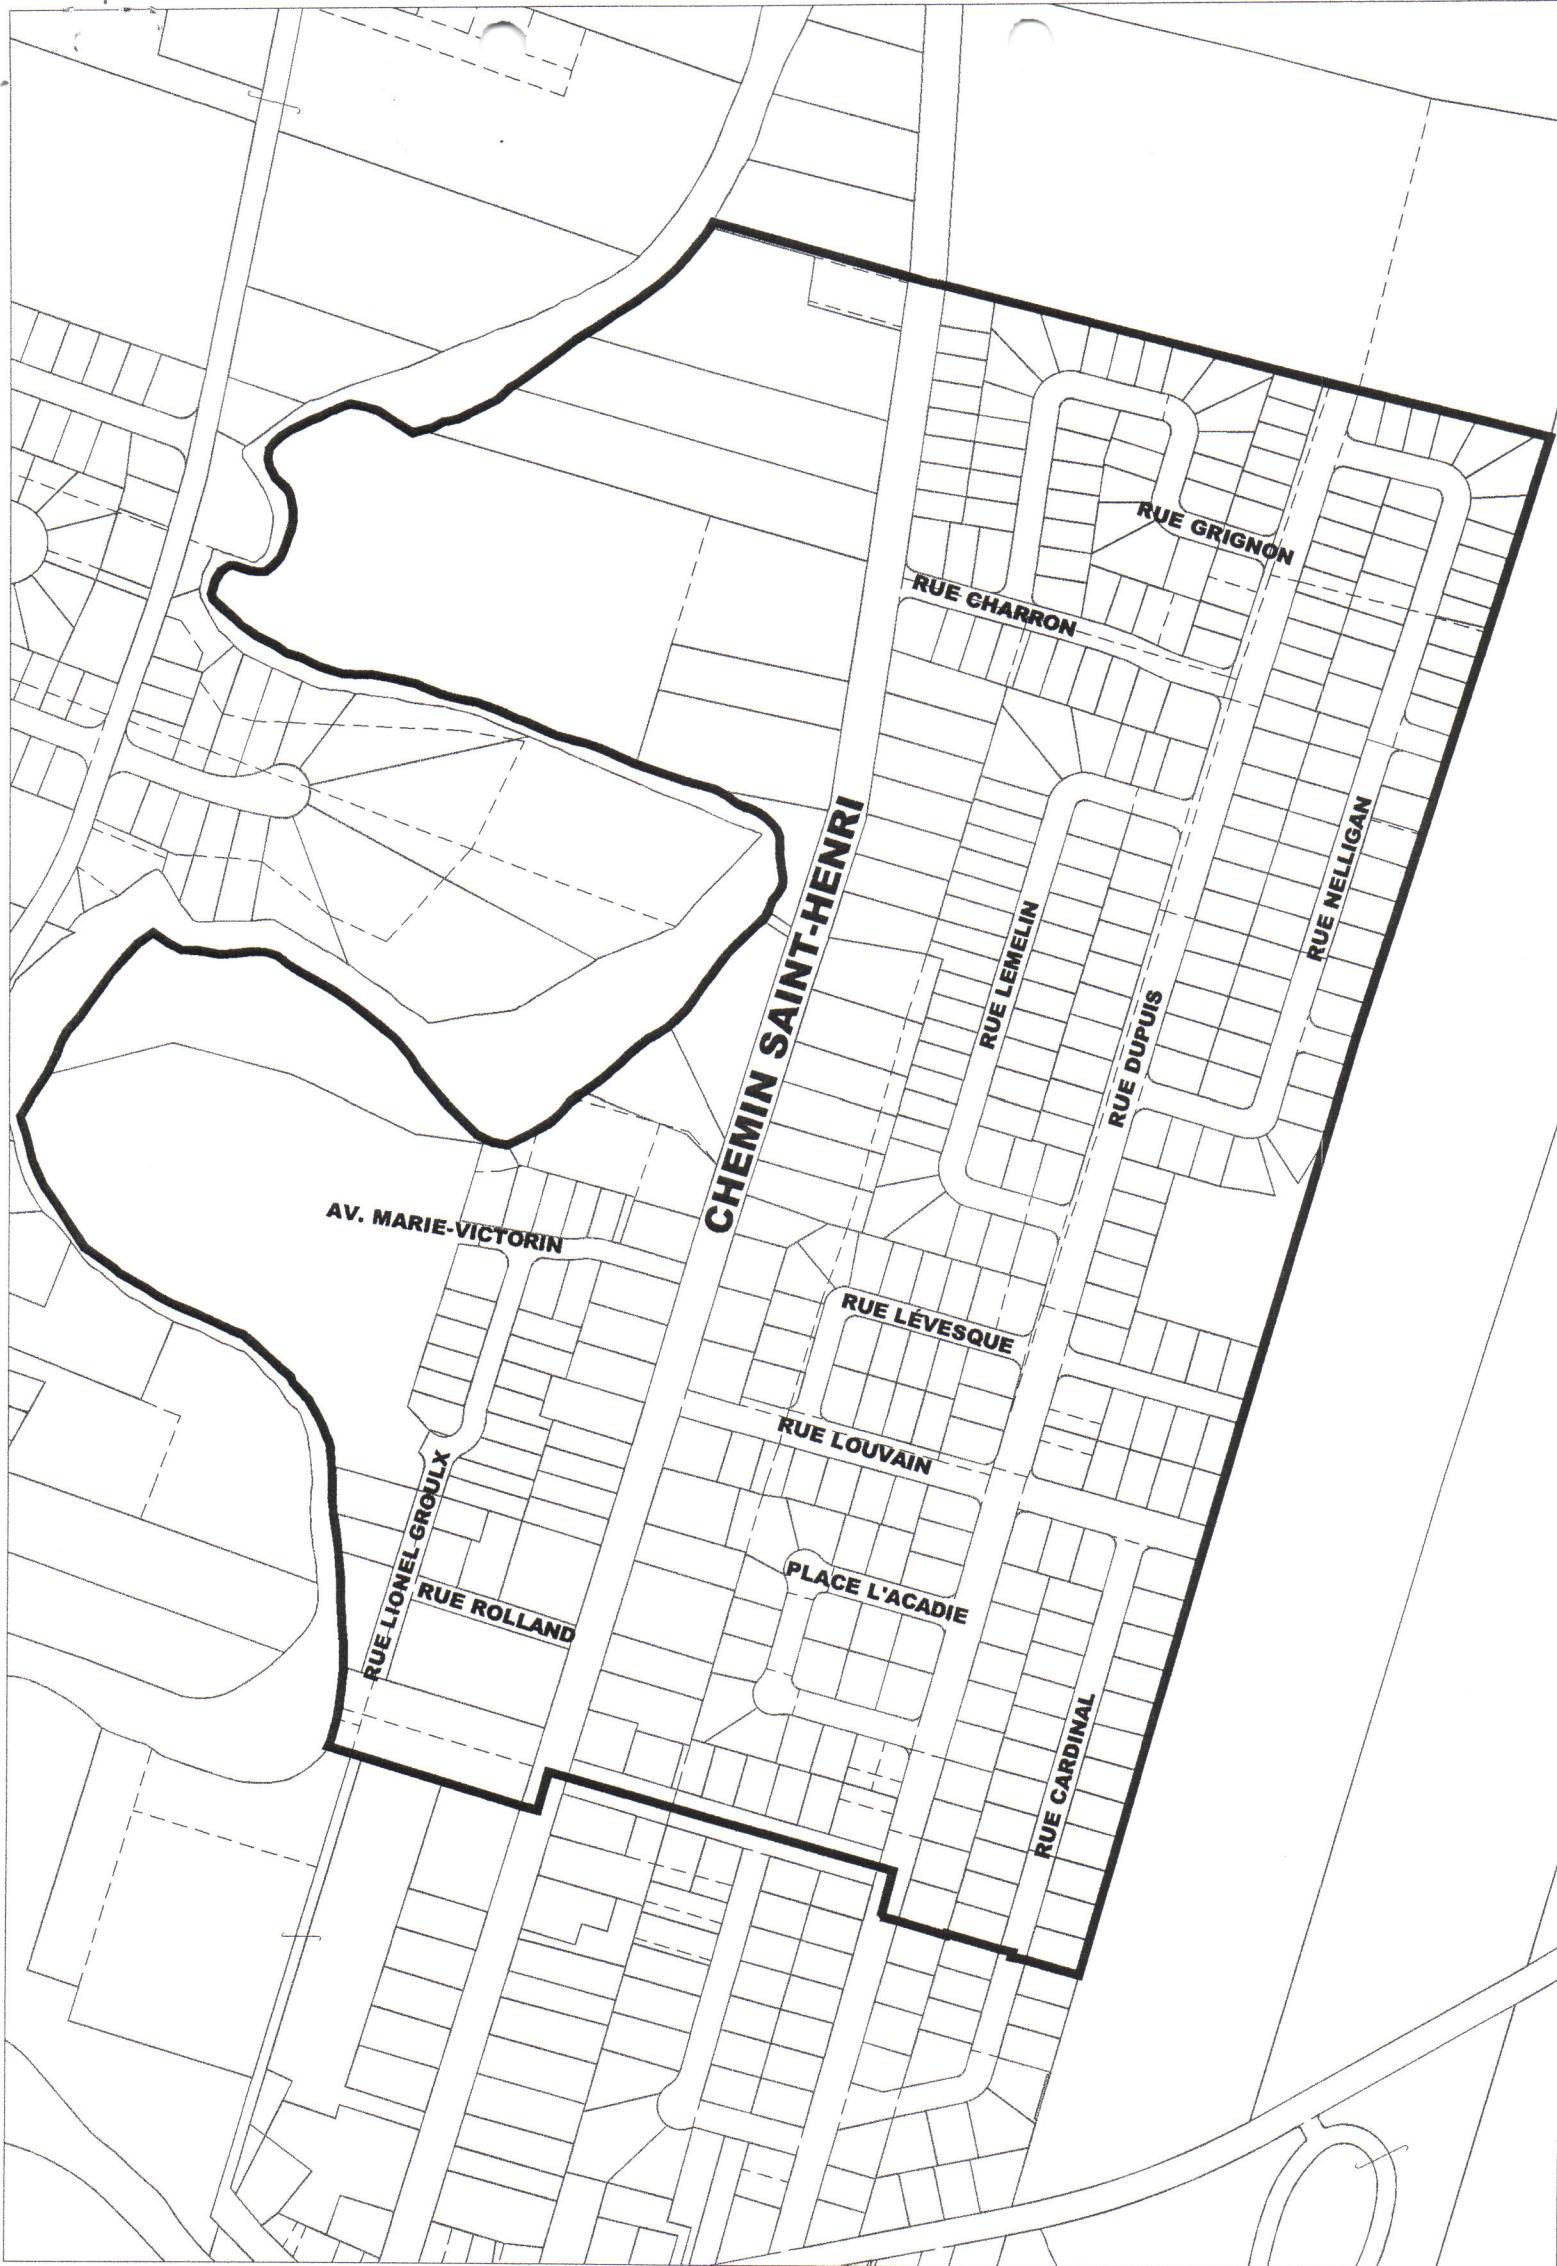 RUE GRIGNON
RUE CHARRON
CHEMIN SAINT-HENRI
RUE NELLIGAN
RUE LEMELIN
RUE DUPUIS
AV. MARIE-VICTORIN
RUE LÉVESQUE
RUE LOUVAIN
RUE LIONEL GROULX
RUE ROLLAND
PLACE L'ACADIE
RUE CARDINAL